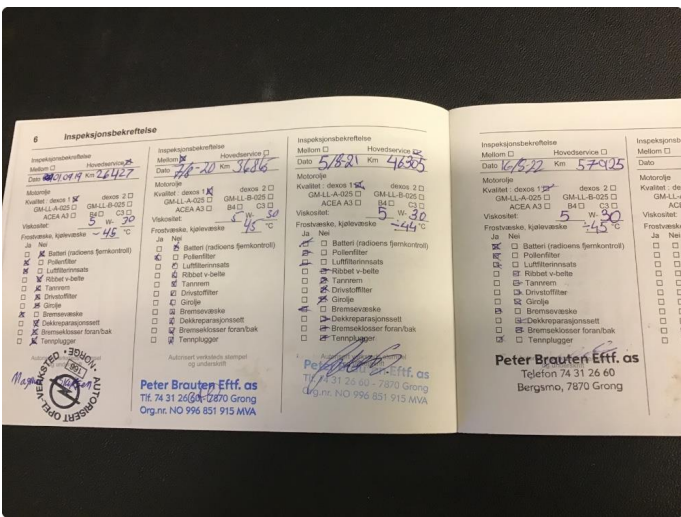 6 Inspeksjonsbekreftelse
Inspeksjonsbekreftelse
Mellom Hovedservice
Dato 01.04.19 Km 26427
Motorolje
Kvalitet: dexos 1 dexos 2
GM-LL-A-025 GM-LL-B-025
ACEA A3 B4 C3
Viskositet: 5 W- 30
Frostvæske, kjølevæske -45 °C
Ja Nei
Batteri (radioens fjernkontroll)
Pollenfilter
Luftfilterinnsats
Ribbet v-belte
Tannrem
Drivstoffilter
Girolje
Bremsevæske
Dekkreparasjonssett
Bremseklosser foran/bak
Tennplugger
AUTORISERT OPEL VERKSTED NORGE
Inspeksjonsbekreftelse
Mellom Hovedservice
Dato 7/8-20 Km 36865
Motorolje
Kvalitet: dexos 1 dexos 2
GM-LL-A-025 GM-LL-B-025
ACEA A3 B4 C3
Viskositet: 5 W- 30
Frostvæske, kjølevæske 45 °C
Ja Nei
Batteri (radioens fjernkontroll)
Pollenfilter
Luftfilterinnsats
Ribbet v-belte
Tannrem
Drivstoffilter
Girolje
Bremsevæske
Dekkreparasjonssett
Bremseklosser foran/bak
Tennplugger
Autorisert verksteds stempel
og underskrift
Peter Brauten Eftf. as
Tlf. 74 31 26 60 - 7870 Grong
Org.nr. NO 996 851 915 MVA
Inspeksjonsbekreftelse
Mellom Hovedservice
Dato 5/8-21 Km 46305
Motorolje
Kvalitet: dexos 1 dexos 2
GM-LL-A-025 GM-LL-B-025
ACEA A3 B4 C3
Viskositet: 5 W- 30
Frostvæske, kjølevæske -44 °C
Ja Nei
Batteri (radioens fjernkontroll)
Pollenfilter
Luftfilterinnsats
Ribbet v-belte
Tannrem
Drivstoffilter
Girolje
Bremsevæske
Dekkreparasjonssett
Bremseklosser foran/bak
Tennplugger
Peter Brauten Eftf. as
Tlf. 74 31 26 60 - 7870 Grong
Org.nr. NO 996 851 915 MVA
Inspeksjonsbekreftelse
Mellom Hovedservice
Dato 16/5-22 Km 57925
Motorolje
Kvalitet: dexos 1 dexos 2
GM-LL-A-025 GM-LL-B-025
ACEA A3 B4 C3
Viskositet: 5 W- 30
Frostvæske, kjølevæske -45 °C
Ja Nei
Batteri (radioens fjernkontroll)
Pollenfilter
Luftfilterinnsats
Ribbet v-belte
Tannrem
Drivstoffilter
Girolje
Bremsevæske
Dekkreparasjonssett
Bremseklosser foran/bak
Tennplugger
Peter Brauten Eftf. as
Telefon 74 31 26 60
Bergsmo, 7870 Grong
Mellom
Dato
Motorolje
Viskositet:
Ja Nei